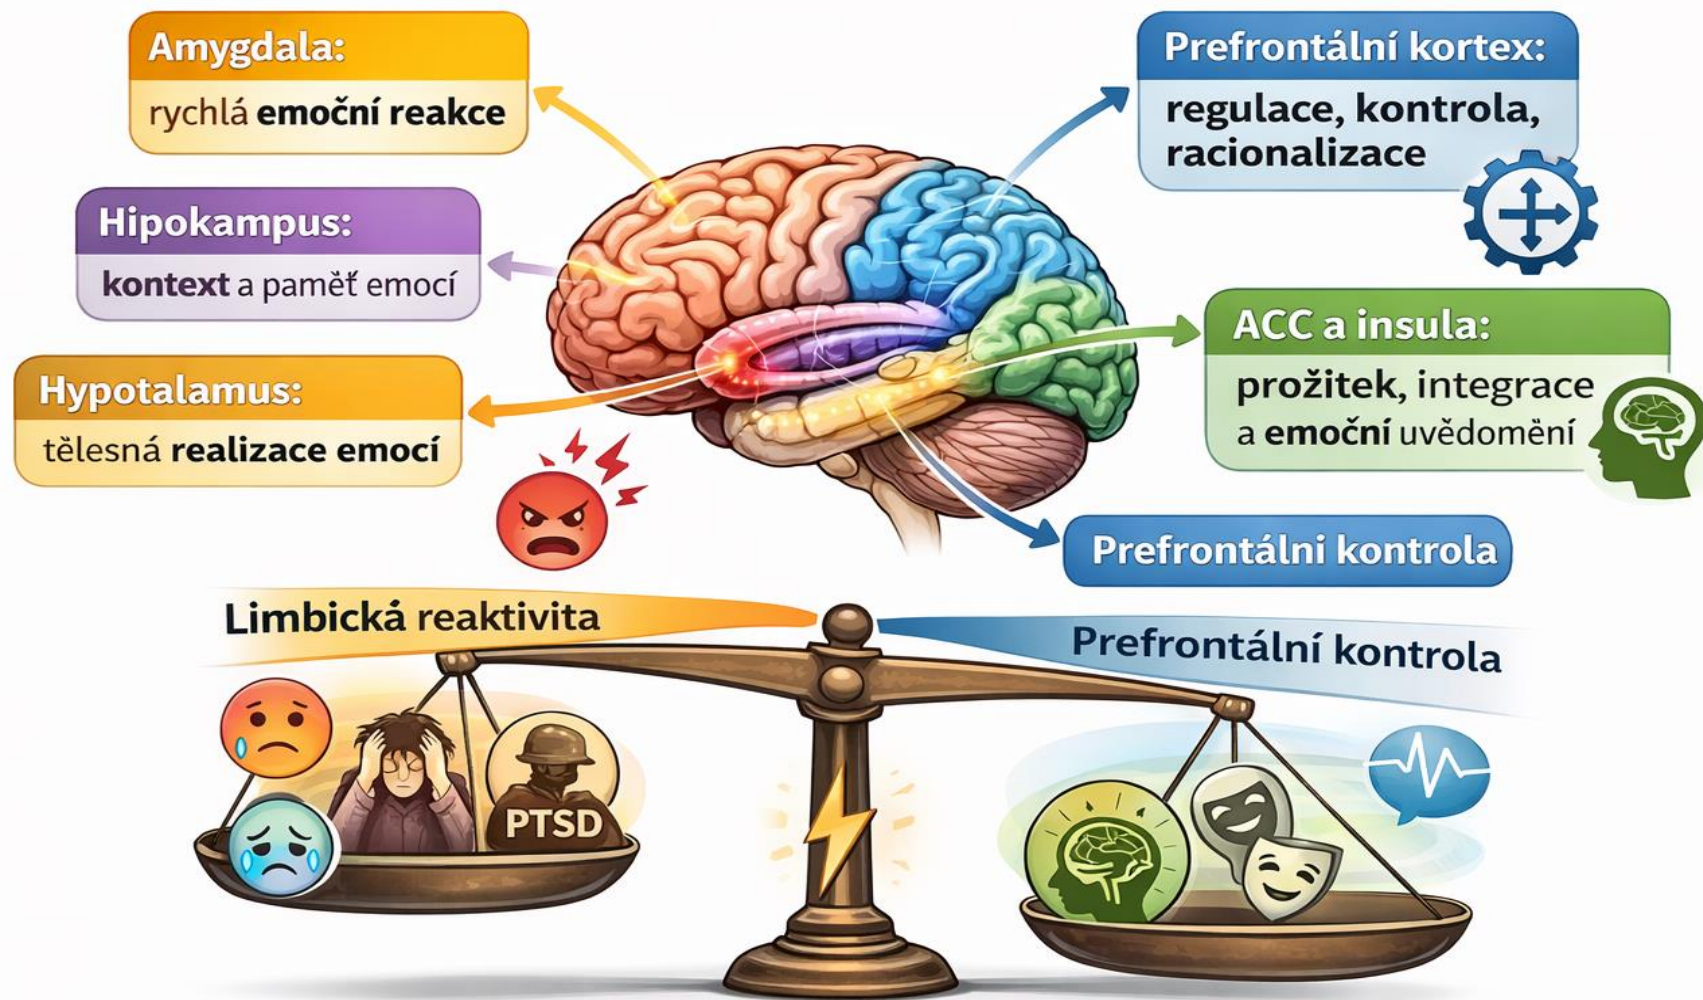 Amygdala:
rychlá emoční reakce
Hipokampus:
kontext a paměť emocí
Hypotalamus:
tělesná realizace emocí
Prefrontální kortex:
regulace, kontrola,
racionalizace
ACC a insula:
prožitek, integrace
a emoční uvědomění
Prefrontálni kontrola
Limbická reaktivita
Prefrontální kontrola
PTSD